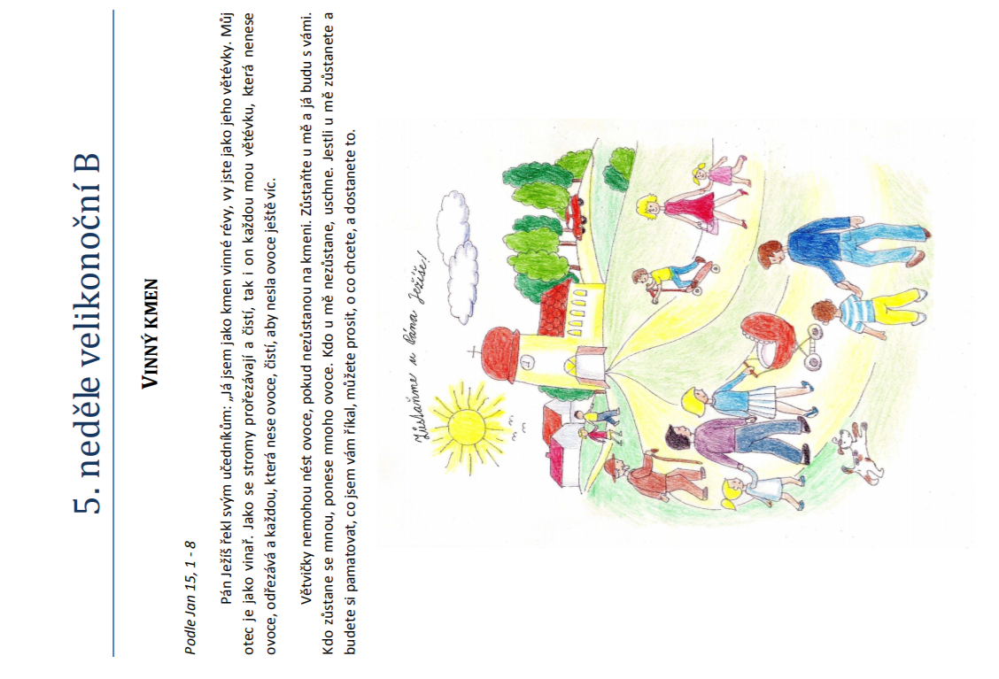 5. neděle velikonoční B
VINNÝ KMEN
Podle Jan 15, 1 - 8
Pán Ježíš řekl svým učedníkům: „Já jsem jako kmen vinné révy, vy jste jako jeho větévky. Můj
otec je jako vinař. Jako se stromy prořezávají a čistí, tak i on každou mou větévku, která nenese
ovoce, odřezává a každou, která nese ovoce, čistí, aby nesla ovoce ještě víc.
Větvičky nemohou nést ovoce, pokud nezůstanou na kmeni. Zůstaňte u mě a já budu s vámi.
Kdo zůstane se mnou, ponese mnoho ovoce. Kdo u mě nezůstane, uschne. Jestli u mě zůstanete a
budete si pamatovat, co jsem vám říkal, můžete prosit, o co chcete, a dostanete to.
Zůstaňme u Pána Ježíše!